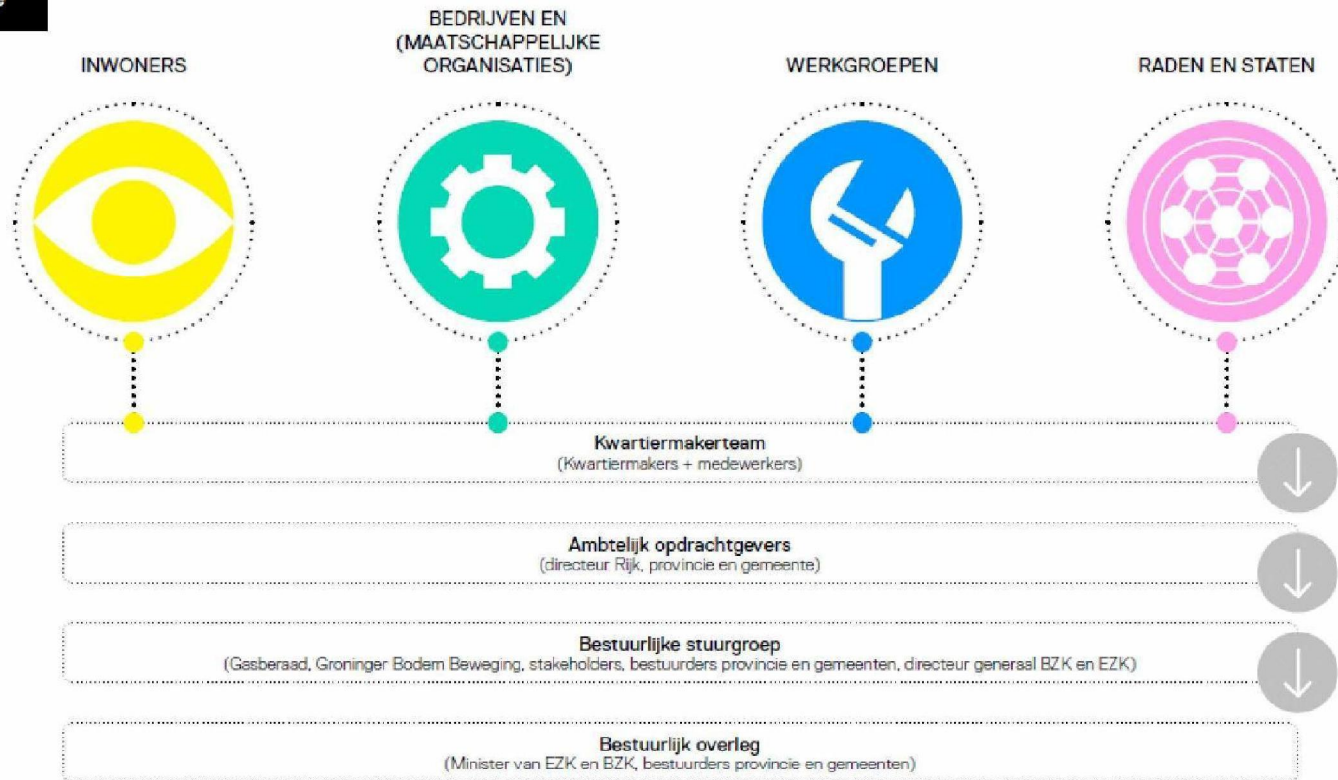 INWONERS
BEDRIJVEN EN
(MAATSCHAPPELIJKE
ORGANISATIES)
WERKGROEPEN
RADEN EN STATEN
Kwartiermakerteam
(Kwartiermakers + medewerkers)
Ambtelijk opdrachtgevers
(directeur Rijk, provincie en gemeente)
Bestuurlijke stuurgroep
(Gasberaad, Groninger Bodem Beweging, stakeholders, bestuurders provincie en gemeenten, directeur generaal BZK en EZK)
Bestuurlijk overleg
(Minister van EZK en BZK, bestuurders provincie en gemeenten)